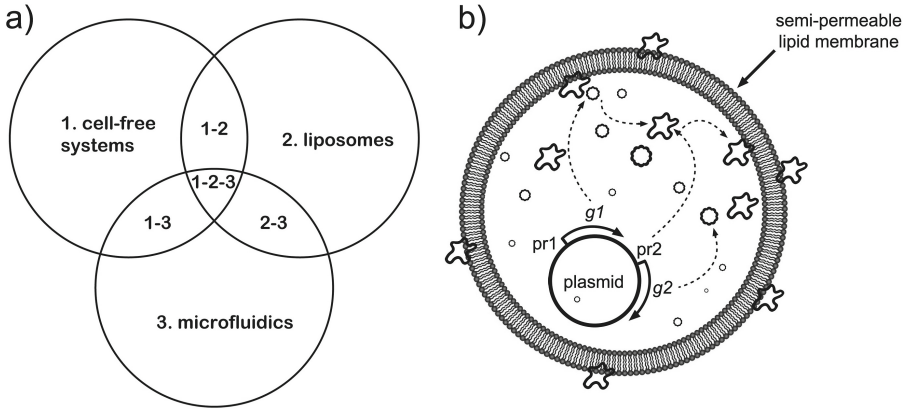 a)
1. cell-free
systems
1-2
2. liposomes
1-2-3
1-3
2-3
3. microfluidics
b)
semi-permeable
lipid membrane
g1
pr1
pr2
plasmid
g2